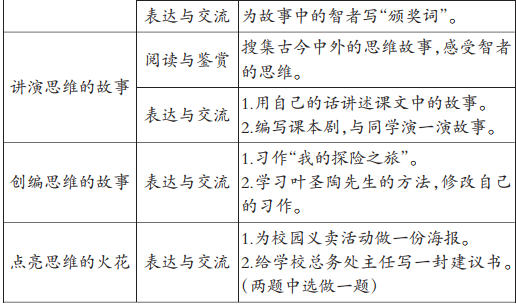 表达与交流 为故事中的智者写“颁奖词”。
讲演思维的故事
阅读与鉴赏
搜集古今中外的思维故事,感受智者
的思维。
表达与交流
1.用自己的话讲述课文中的故事。
2.编写课本剧,与同学演一演故事。
创编思维的故事
表达与交流
1.习作“我的探险之旅”。
2.学习叶圣陶先生的方法,修改自己
的习作。
点亮思维的火花
表达与交流
1.为校园义卖活动做一份海报。
2.给学校总务处主任写一封建议书。
(两题中选做一题)